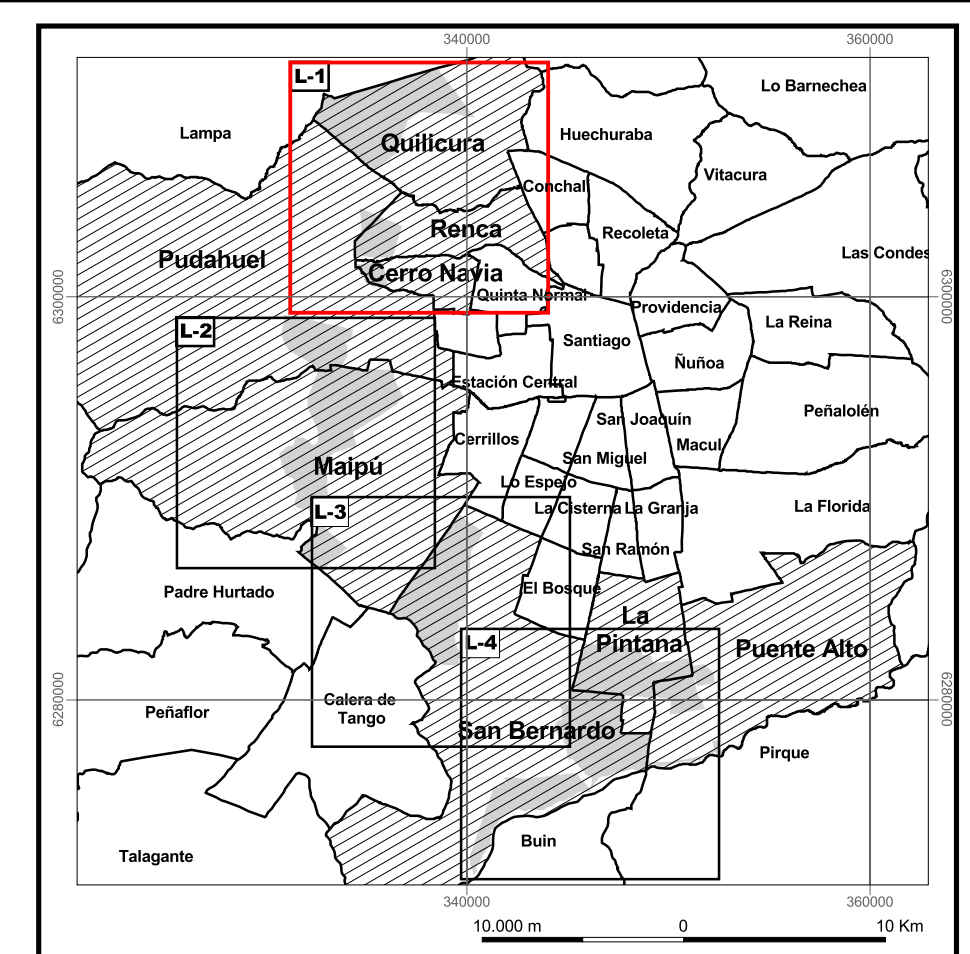 340000
360000
L-1
Lo Barnechea
Lampa
Huechuraba
Quilicura
Vitacura
Conchal
Renca
Recoleta
Las Condes
Pudahuel
Cerro Navia
Quinta Normal
6300000
6300000
Providencia
L-2
La Reina
Santiago
Ñuñoa
Estación Central
Peñalolén
San Joaquín
Cerrillos
Macul
San Miguel
Maipú
Lo Espejo
L-3
La Cisterna
La Granja
La Florida
San Ramón
El Bosque
Padre Hurtado
La
Pintana
L-4
Puente Alto
6280000
6280000
Calera de
Tango
Peñaflor
San Bernardo
Pirque
Buin
Talagante
340000
360000
10.000 m
0
10 Km